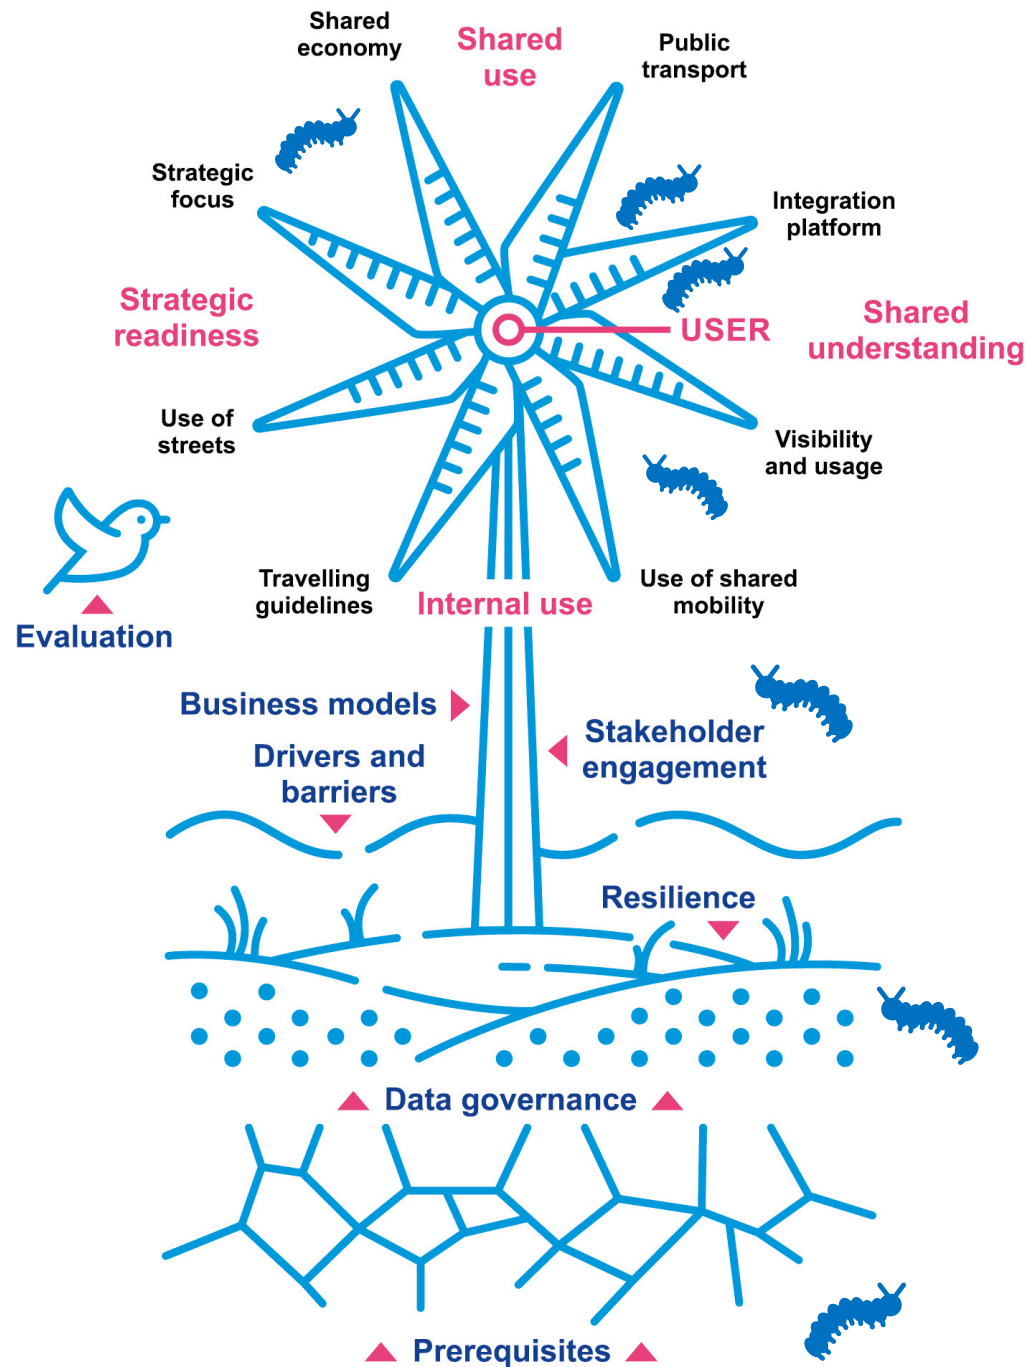 Shared
economy
Shared
use
Public
transport
Strategic
focus
Integration
platform
Strategic
readiness
USER
Shared
understanding
Use of
streets
Visibility
and usage
Travelling
guidelines
Internal use
Use of shared
mobility
Evaluation
Business models
Stakeholder
engagement
Drivers and
barriers
Resilience
Data governance
Prerequisites